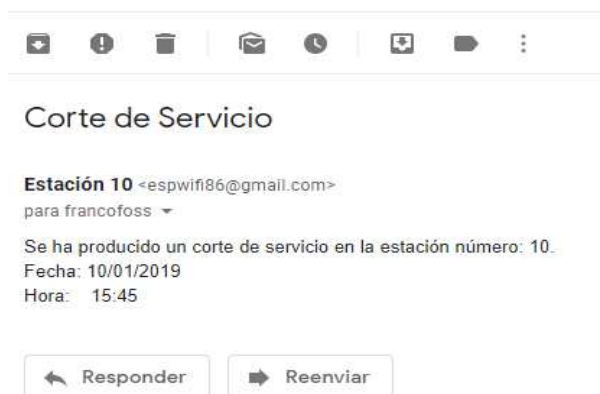 Corte de Servicio
Estación 10 <espwifi86@gmail.com>
para francofoss
Se ha producido un corte de servicio en la estación número: 10.
Fecha: 10/01/2019
Hora: 15:45
Responder Reenviar